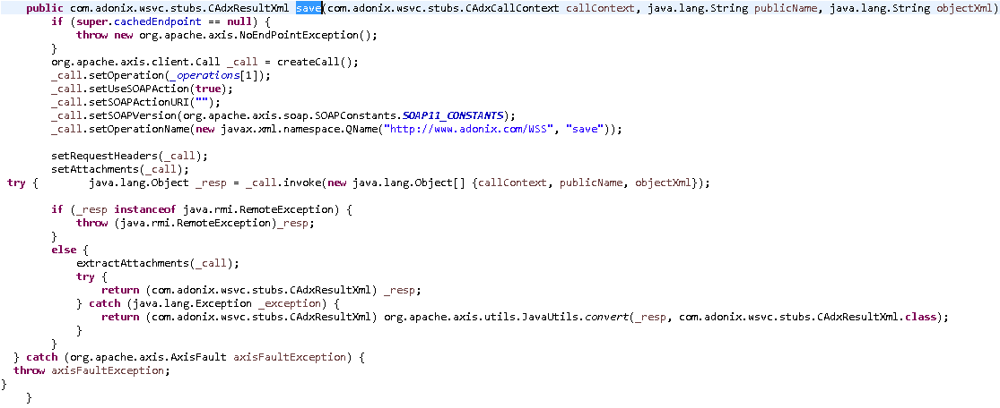 public com.adonix.wsvc.stubs.CAdxResultXml save(com.adonix.wsvc.stubs.CAdxCallContext callContext, java.lang.String publicName, java.lang.String objectXml)
if (super.cachedEndpoint == null) {
throw new org.apache.axis.NoEndPointException();
}
org.apache.axis.client.Call _call = createCall();
_call.setOperation(_operations[1]);
_call.setUseSOAPAction(true);
_call.setSOAPActionURI("");
_call.setSOAPVersion(org.apache.axis.soap.SOAPConstants.SOAP11_CONSTANTS);
_call.setOperationName(new javax.xml.namespace.QName("http://www.adonix.com/WSS", "save"));
setRequestHeaders(_call);
setAttachments(_call);
try {        java.lang.Object _resp = _call.invoke(new java.lang.Object[] {callContext, publicName, objectXml});
if (_resp instanceof java.rmi.RemoteException) {
throw (java.rmi.RemoteException)_resp;
}
else {
extractAttachments(_call);
try {
return (com.adonix.wsvc.stubs.CAdxResultXml) _resp;
} catch (java.lang.Exception _exception) {
return (com.adonix.wsvc.stubs.CAdxResultXml) org.apache.axis.utils.JavaUtils.convert(_resp, com.adonix.wsvc.stubs.CAdxResultXml.class);
}
}
} catch (org.apache.axis.AxisFault axisFaultException) {
throw axisFaultException;
}
}